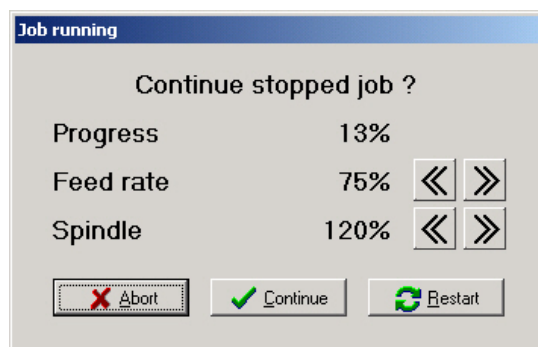 Job running
Continue stopped job ?
Progress 13%
Feed rate 75%
Spindle 120%
Abort Continue Restart